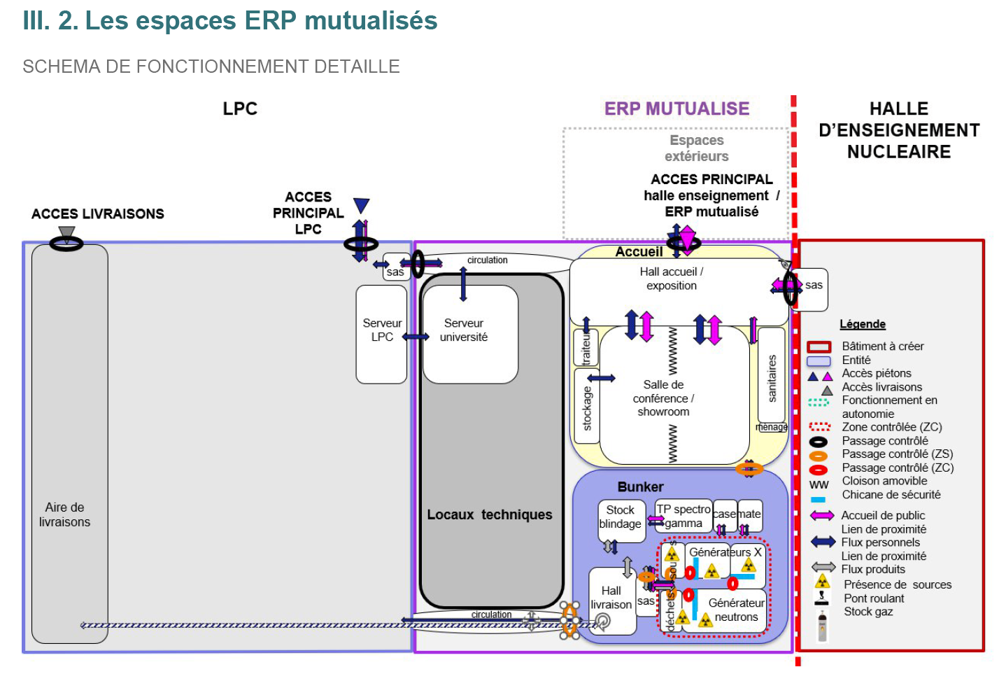 III. 2. Les espaces ERP mutualisés
SCHEMA DE FONCTIONNEMENT DETAILLE
LPC
ERP MUTUALISE
HALLE
D'ENSEIGNEMENT
NUCLEAIRE
Espaces
extérieurs
ACCES PRINCIPAL
halle enseignement /
ERP mutualisé
ACCES
PRINCIPAL
LPC
ACCES LIVRAISONS
Accueil
circulation
sas
Hall accueil /
exposition
sas
Serveur
LPC
Serveur
université
traiteur
stockage
Salle de
conférence /
showroom
sanitaires
ménage
Aire de
livraisons
Locaux techniques
Bunker
Stock
blindage
TP spectro
gamma
case
mate
Générateurs X
Hall
livraison
sas
déchets
Générateur
neutrons
circulation
Légende
Bâtiment à créer
Entité
Accès piétons
Accès livraisons
Fonctionnement en
autonomie
Zone contrôlée (ZC)
Passage contrôlé
Passage contrôlé (ZS)
Passage contrôlé (ZC)
WW Cloison amovible
Chicane de sécurité
Accueil de public
Lien de proximité
Flux personnels
Lien de proximité
Flux produits
Présence de sources
Pont roulant
Stock gaz